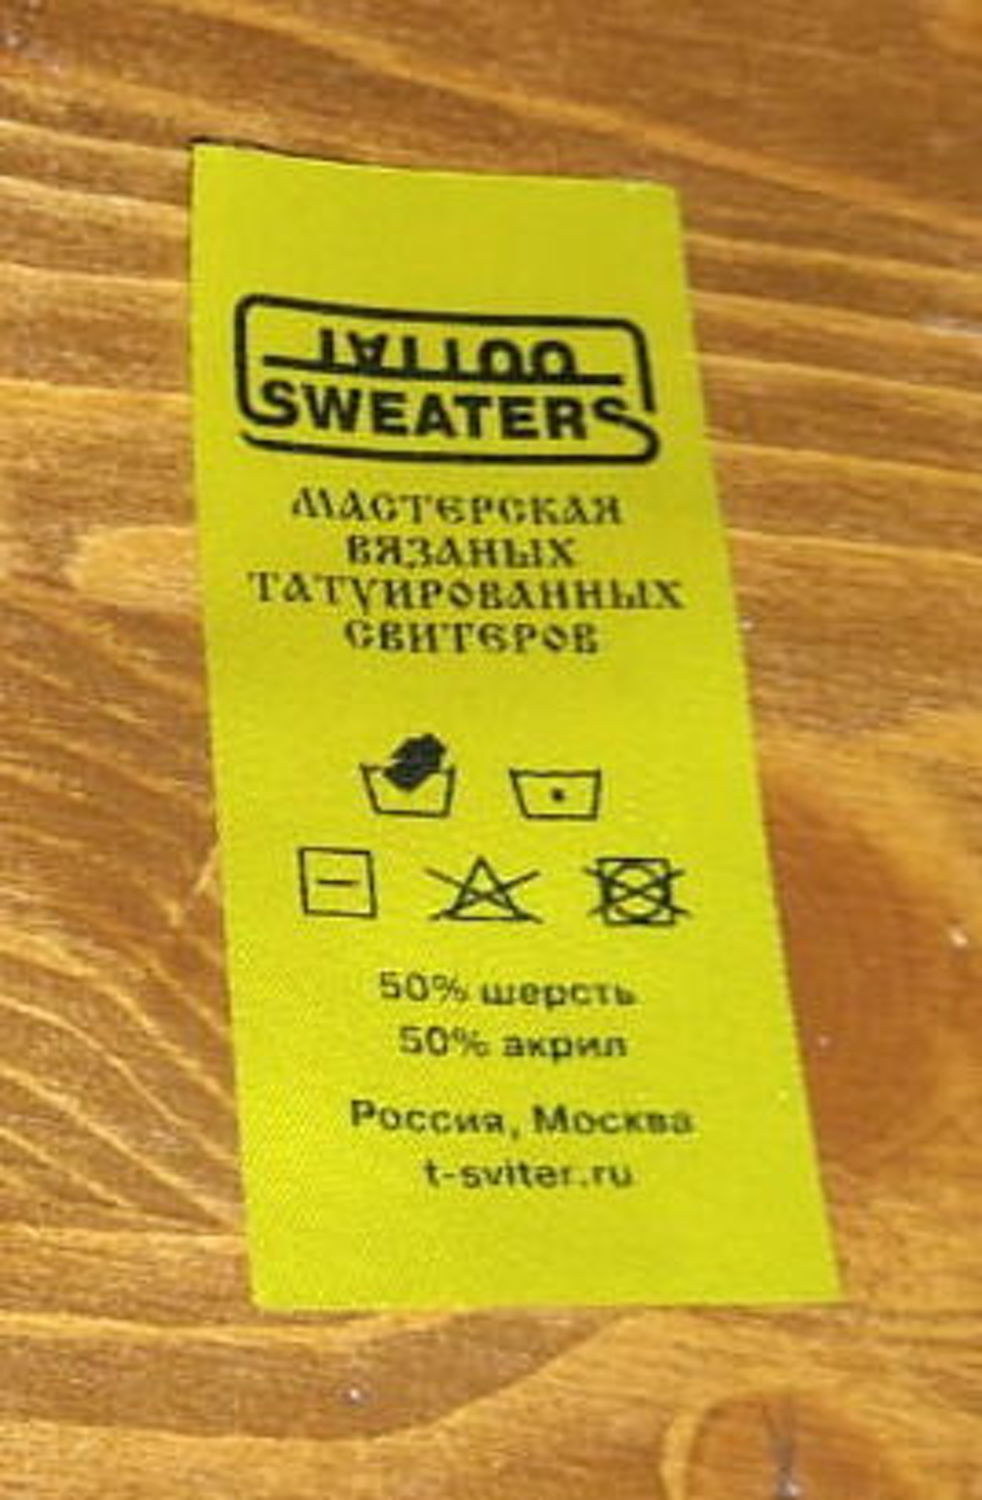 TATTOO
SWEATERS
МАСТЕРСКАЯ
ВЯЗАНЫХ
ТАТУИРОВАННЫХ
СВИТЕРОВ
50% шерсть
50% акрил
Россия, Москва
t-sviter.ru